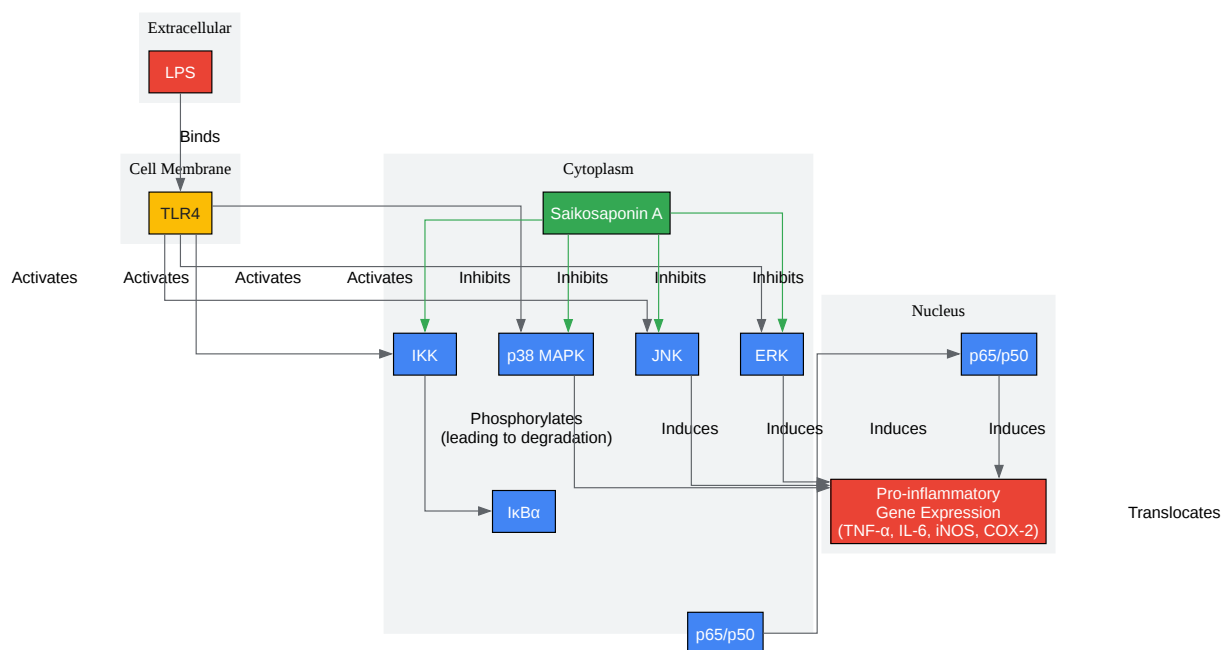 Extracellular
LPS
Binds
Cell Membrane
Cytoplasm
TLR4
Saikosaponin A
Activates
Activates
Activates
Activates
Inhibits
Inhibits
Inhibits
Inhibits
Nucleus
IKK
p38 MAPK
JNK
ERK
p65/p50
Phosphorylates
(leading to degradation)
Induces
Induces
Induces
Induces
IκBα
Pro-inflammatory
Gene Expression
(TNF-α, IL-6, iNOS, COX-2)
Translocates
p65/p50